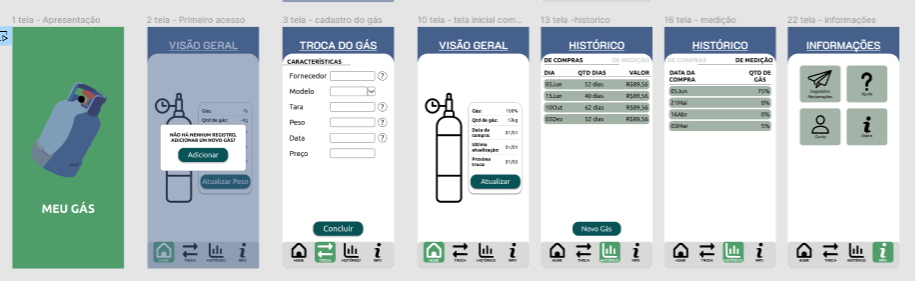 1 tela - Apresentação
MEU GÁS
2 tela - Primeiro acesso
VISÃO GERAL
Gás: -%
Qtd de gás: -Kg
NÃO HÁ NENHUM REGISTRO,
ADICIONAR UM NOVO GÁS?
Adicionar
Atualizar Peso
HOME TROCA HISTÓRICO INFO
3 tela - cadastro do gás
TROCA DO GÁS
CARACTERÍSTICAS
Fornecedor ?
Modelo
Tara ?
Peso ?
Data ?
Preço
Concluir
HOME TROCA HISTÓRICO INFO
10 tela - tela inicial com...
VISÃO GERAL
Gás: 100%
Qtd de gás: 13kg
Data da
compra: 01/01
Última
atualização: 01/01
Proxima
troca: 01/03
Atualizar
HOME TROCA HISTÓRICO INFO
13 tela -historico
HISTÓRICO
DE COMPRAS DE MEDIÇÃO
DIA QTD DIAS VALOR
05Jun 52 dias R$89,56
15Jun 40 dias R$89,56
10Out 62 dias R$89,56
03Dez 52 dias R$89,56
Novo Gás
HOME TROCA HISTÓRICO INFO
16 tela - medição
HISTÓRICO
DE COMPRAS DE MEDIÇÃO
DATA DA
COMPRA
QTD DE
GÁS
05Jun 75%
21Mai 0%
16Abr 0%
03Mar 5%
HOME TROCA HISTÓRICO INFO
22 tela - informações
INFORMAÇÕES
Ajuda
Conta
Sobre
HOME TROCA HISTÓRICO INFO